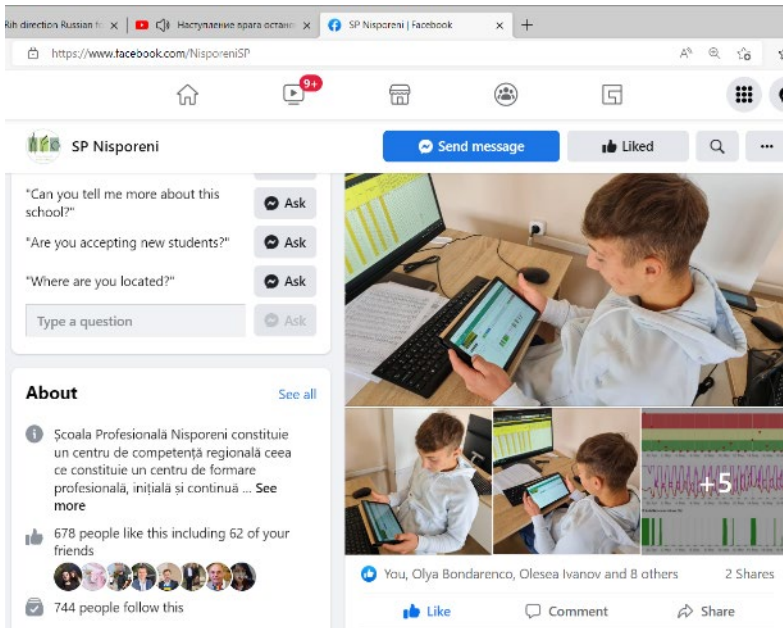 Rih direction Russian fo
Наступление врага останo
SP Nisporeni | Facebook
https://www.facebook.com/NisporeniSP
9+
SP Nisporeni
Send message
Liked
"Can you tell me more about this
school?"
Ask
"Are you accepting new students?"
Ask
"Where are you located?"
Ask
Type a question
Ask
About
See all
Școala Profesională Nisporeni constituie
un centru de competență regională ceea
ce constituie un centru de formare
profesională, inițială și continuă ... See
more
678 people like this including 62 of your
friends
744 people follow this
+5
You, Olya Bondarenco, Olesea Ivanov and 8 others
2 Shares
Like
Comment
Share